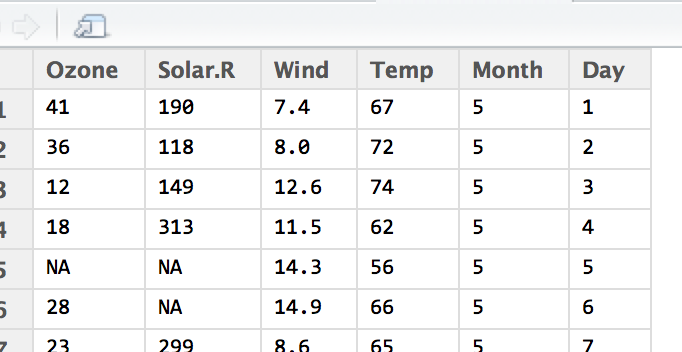 Ozone Solar.R Wind Temp Month Day
1 41 190 7.4 67 5 1
2 36 118 8.0 72 5 2
3 12 149 12.6 74 5 3
4 18 313 11.5 62 5 4
5 NA NA 14.3 56 5 5
6 28 NA 14.9 66 5 6
7 23 299 8.6 65 5 7